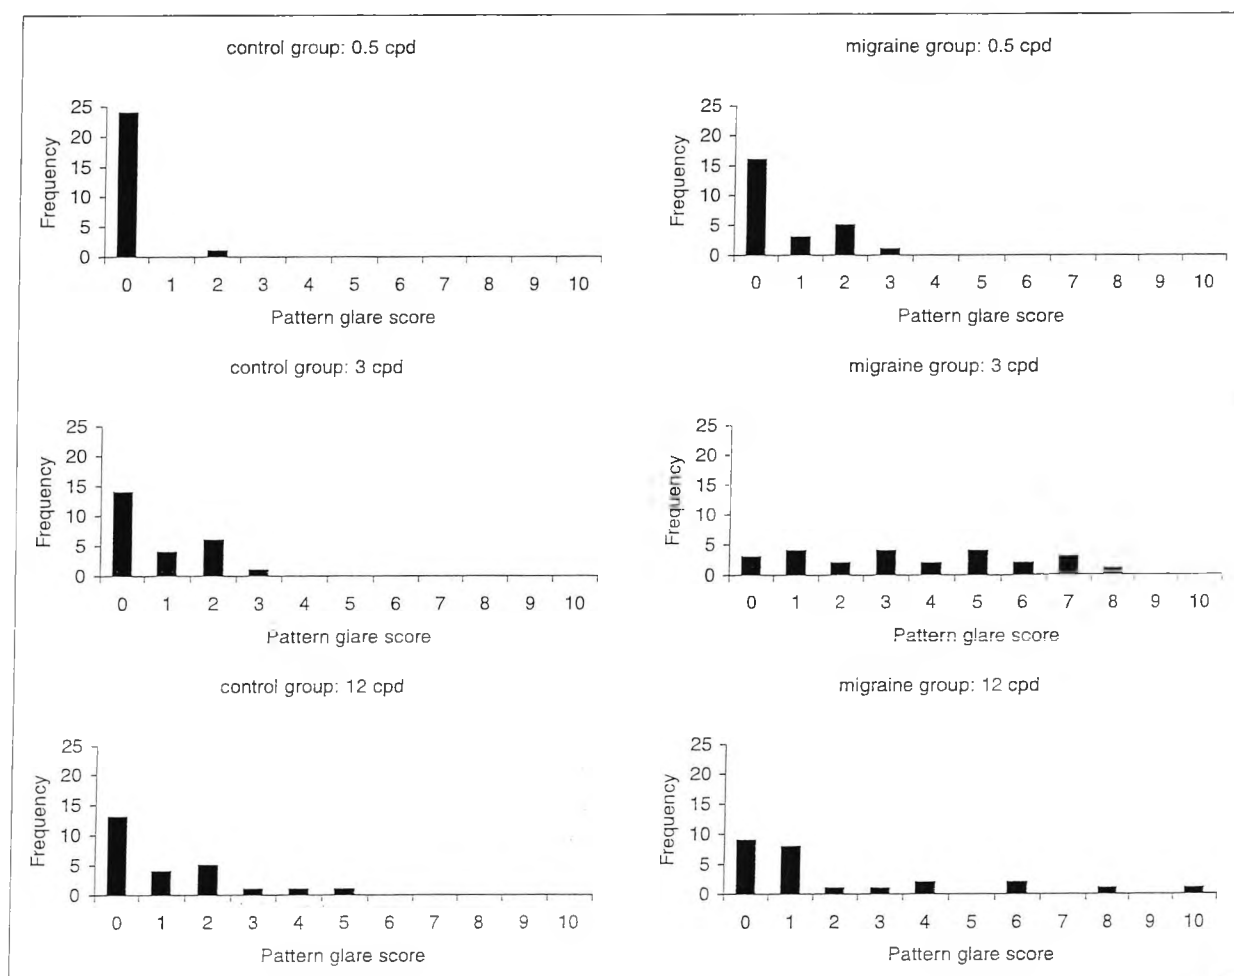 control group: 0.5 cpd
25
20
15
10
5
0
Frequency
0 1 2 3 4 5 6 7 8 9 10
Pattern glare score
migraine group: 0.5 cpd
25
20
15
10
5
0
Frequency
0 1 2 3 4 5 6 7 8 9 10
Pattern glare score
control group: 3 cpd
25
20
15
10
5
0
Frequency
0 1 2 3 4 5 6 7 8 9 10
Pattern glare score
migraine group: 3 cpd
25
20
15
10
5
0
Frequency
0 1 2 3 4 5 6 7 8 9 10
Pattern glare score
control group: 12 cpd
25
20
15
10
5
0
Frequency
0 1 2 3 4 5 6 7 8 9 10
Pattern glare score
migraine group: 12 cpd
25
20
15
10
5
0
Frequency
0 1 2 3 4 5 6 7 8 9 10
Pattern glare score